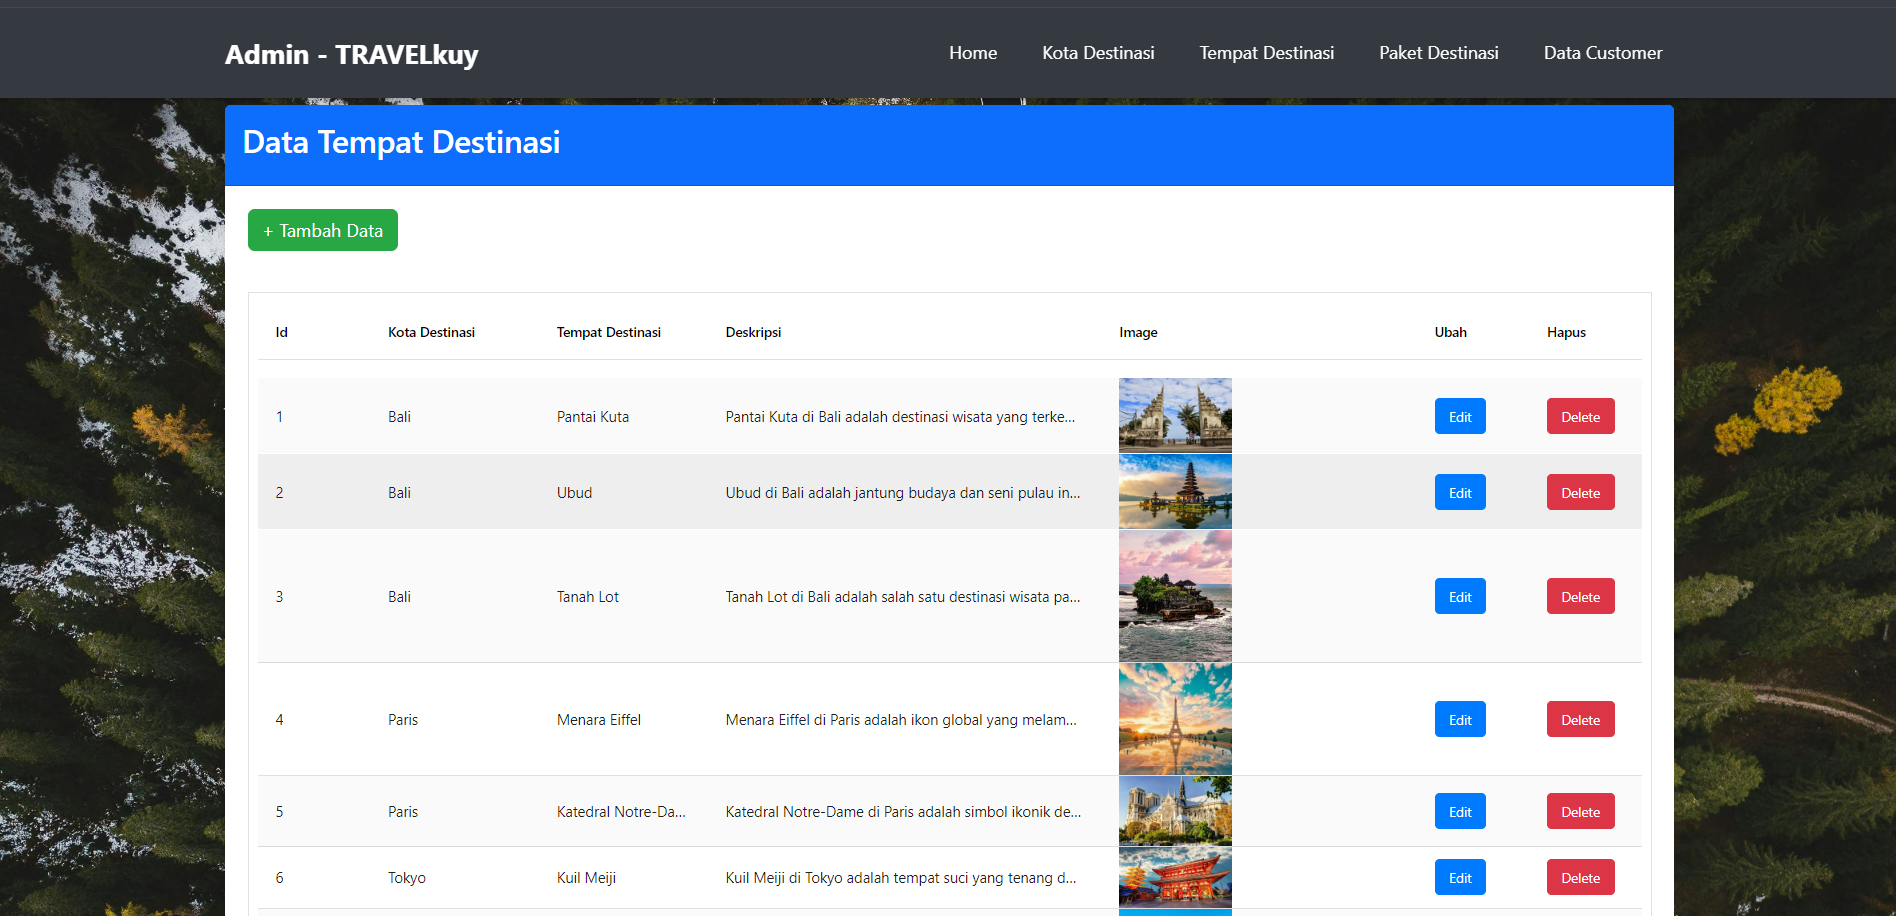 Admin - TRAVELkuy Home Kota Destinasi Tempat Destinasi Paket Destinasi Data Customer
Data Tempat Destinasi
+ Tambah Data
Id Kota Destinasi Tempat Destinasi Deskripsi Image Ubah Hapus
1 Bali Pantai Kuta Pantai Kuta di Bali adalah destinasi wisata yang terke... Edit Delete
2 Bali Ubud Ubud di Bali adalah jantung budaya dan seni pulau in... Edit Delete
3 Bali Tanah Lot Tanah Lot di Bali adalah salah satu destinasi wisata pa... Edit Delete
4 Paris Menara Eiffel Menara Eiffel di Paris adalah ikon global yang melam... Edit Delete
5 Paris Katedral Notre-Da... Katedral Notre-Dame di Paris adalah simbol ikonik de... Edit Delete
6 Tokyo Kuil Meiji Kuil Meiji di Tokyo adalah tempat suci yang tenang d... Edit Delete